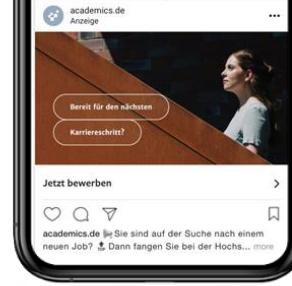 academics.de
Anzeige
Bereit für den nächsten
Karriereschritt?
Jetzt bewerben
academics.de Sie sind auf der Suche nach einem
neuen Job? Dann fangen Sie bei der Hochs... more